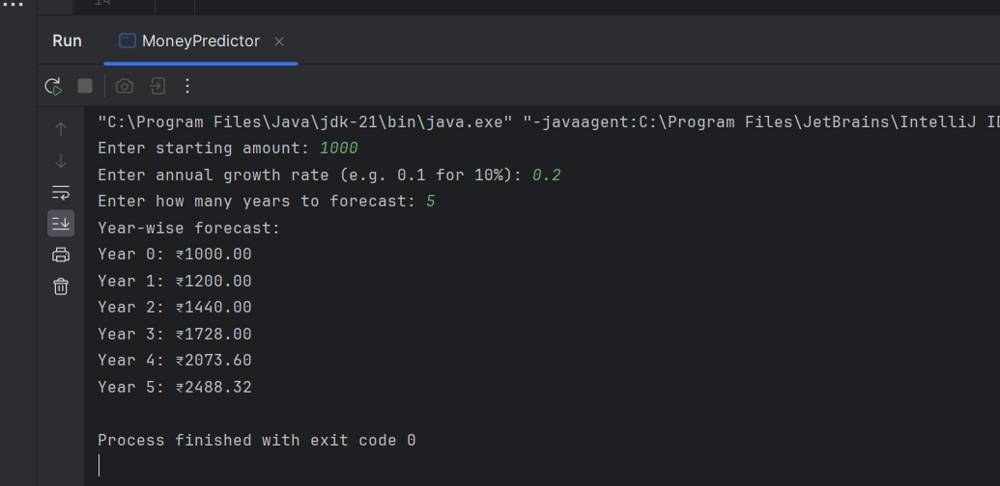 14
Run MoneyPredictor
"C:\Program Files\Java\jdk-21\bin\java.exe" "-javaagent:C:\Program Files\JetBrains\IntelliJ
Enter starting amount: 1000
Enter annual growth rate (e.g. 0.1 for 10%): 0.2
Enter how many years to forecast: 5
Year-wise forecast:
Year 0: ₹1000.00
Year 1: ₹1200.00
Year 2: ₹1440.00
Year 3: ₹1728.00
Year 4: ₹2073.60
Year 5: ₹2488.32
Process finished with exit code 0